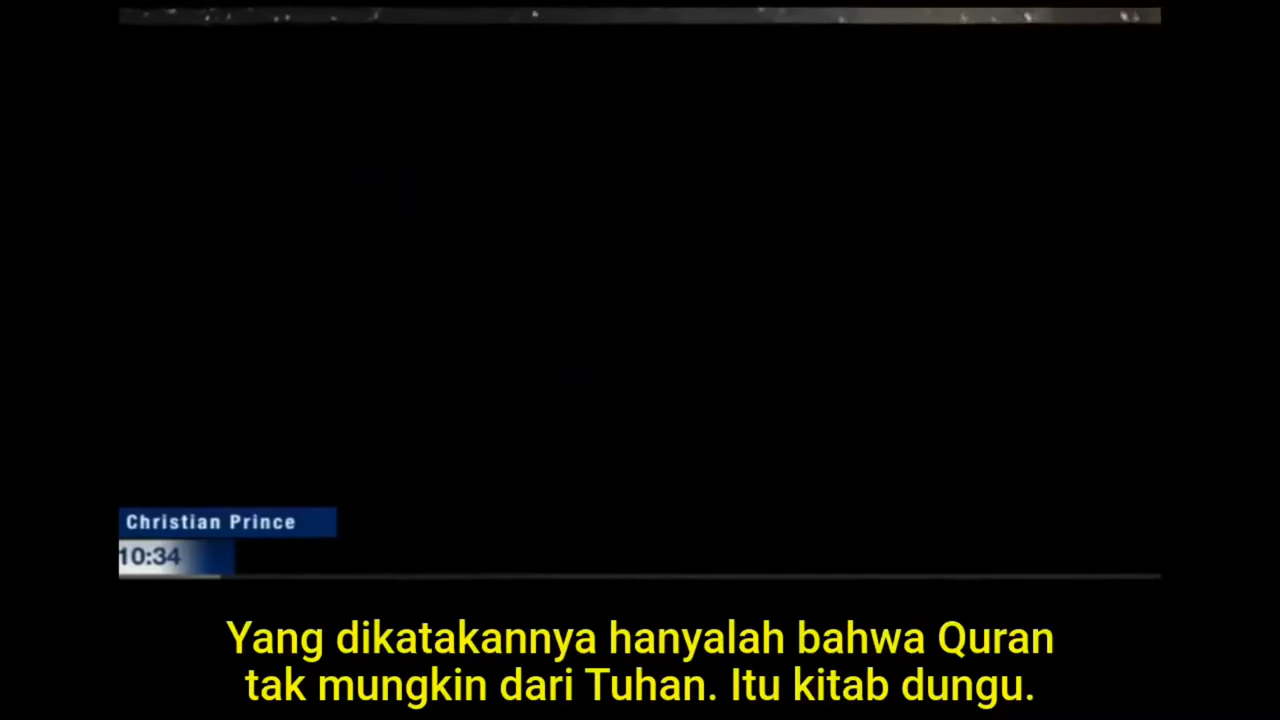 Christian Prince
10:34
Yang dikatakannya hanyalah bahwa Quran
tak mungkin dari Tuhan. Itu kitab dungu.